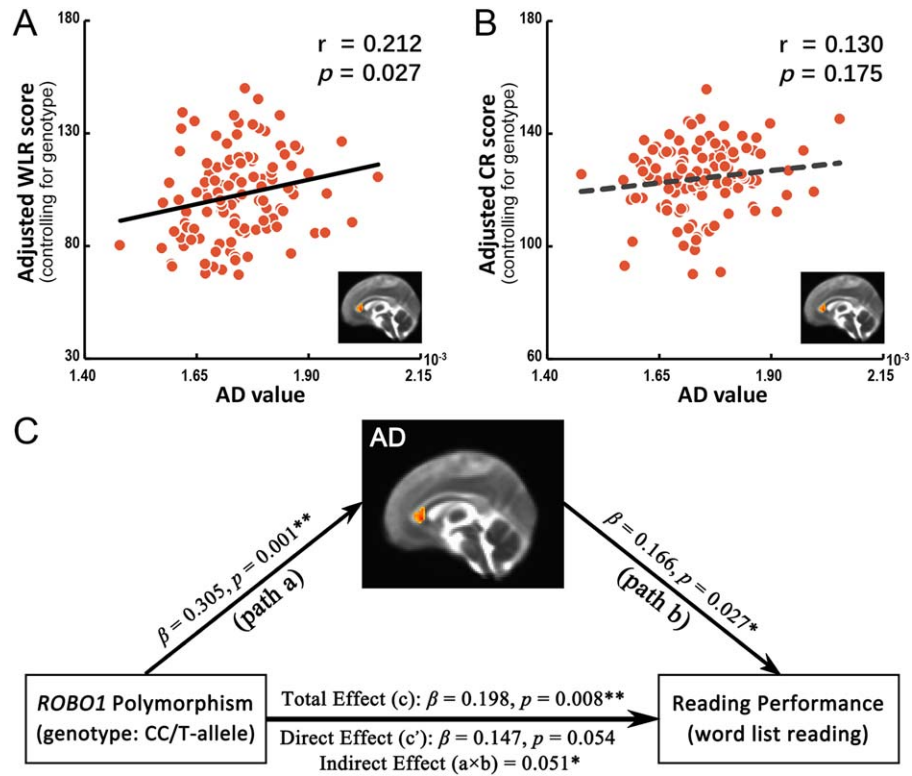 A
180
130
80
30
Adjusted WLR score
(controlling for genotype)
r = 0.212
p = 0.027
1.40
1.65
1.90
2.15
10-3
AD value
B
180
140
100
60
Adjusted CR score
(controlling for genotype)
r = 0.130
p = 0.175
1.40
1.65
1.90
2.15
10-3
AD value
C
AD
β = 0.305, p = 0.001**
(path a)
β = 0.166, p = 0.027*
(path b)
ROBO1 Polymorphism
(genotype: CC/T-allele)
Total Effect (c): β = 0.198, p = 0.008**
Direct Effect (c'): β = 0.147, p = 0.054
Indirect Effect (a×b) = 0.051*
Reading Performance
(word list reading)